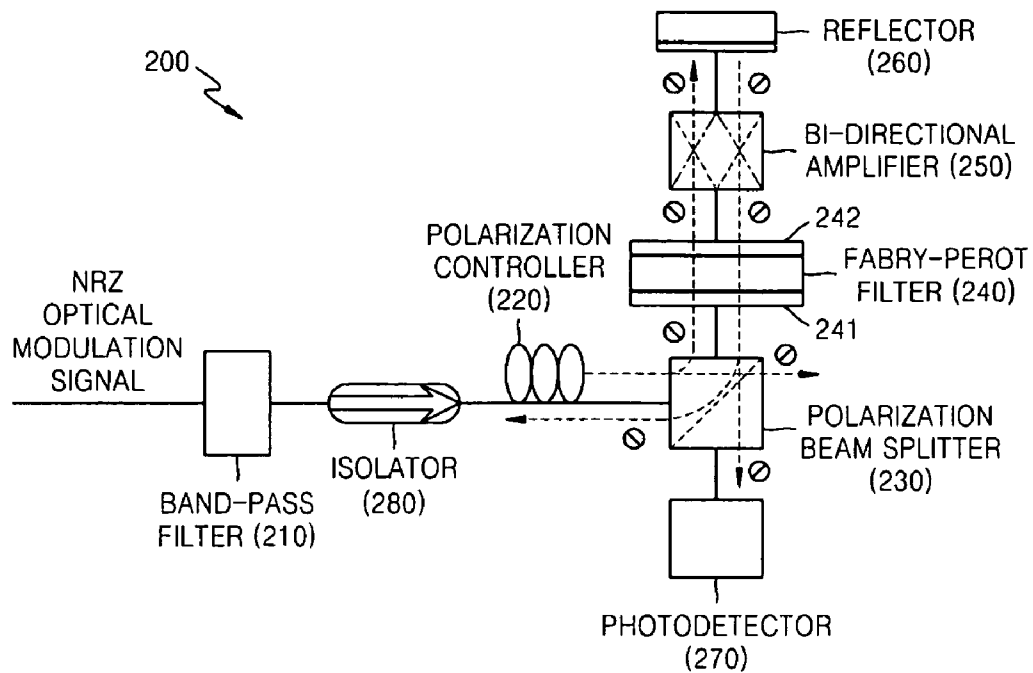 200
REFLECTOR
(260)
BI-DIRECTIONAL
AMPLIFIER (250)
242
FABRY-PEROT
FILTER (240)
241
POLARIZATION
CONTROLLER
(220)
NRZ
OPTICAL
MODULATION
SIGNAL
BAND-PASS
FILTER (210)
ISOLATOR
(280)
POLARIZATION
BEAM SPLITTER
(230)
PHOTODETECTOR
(270)